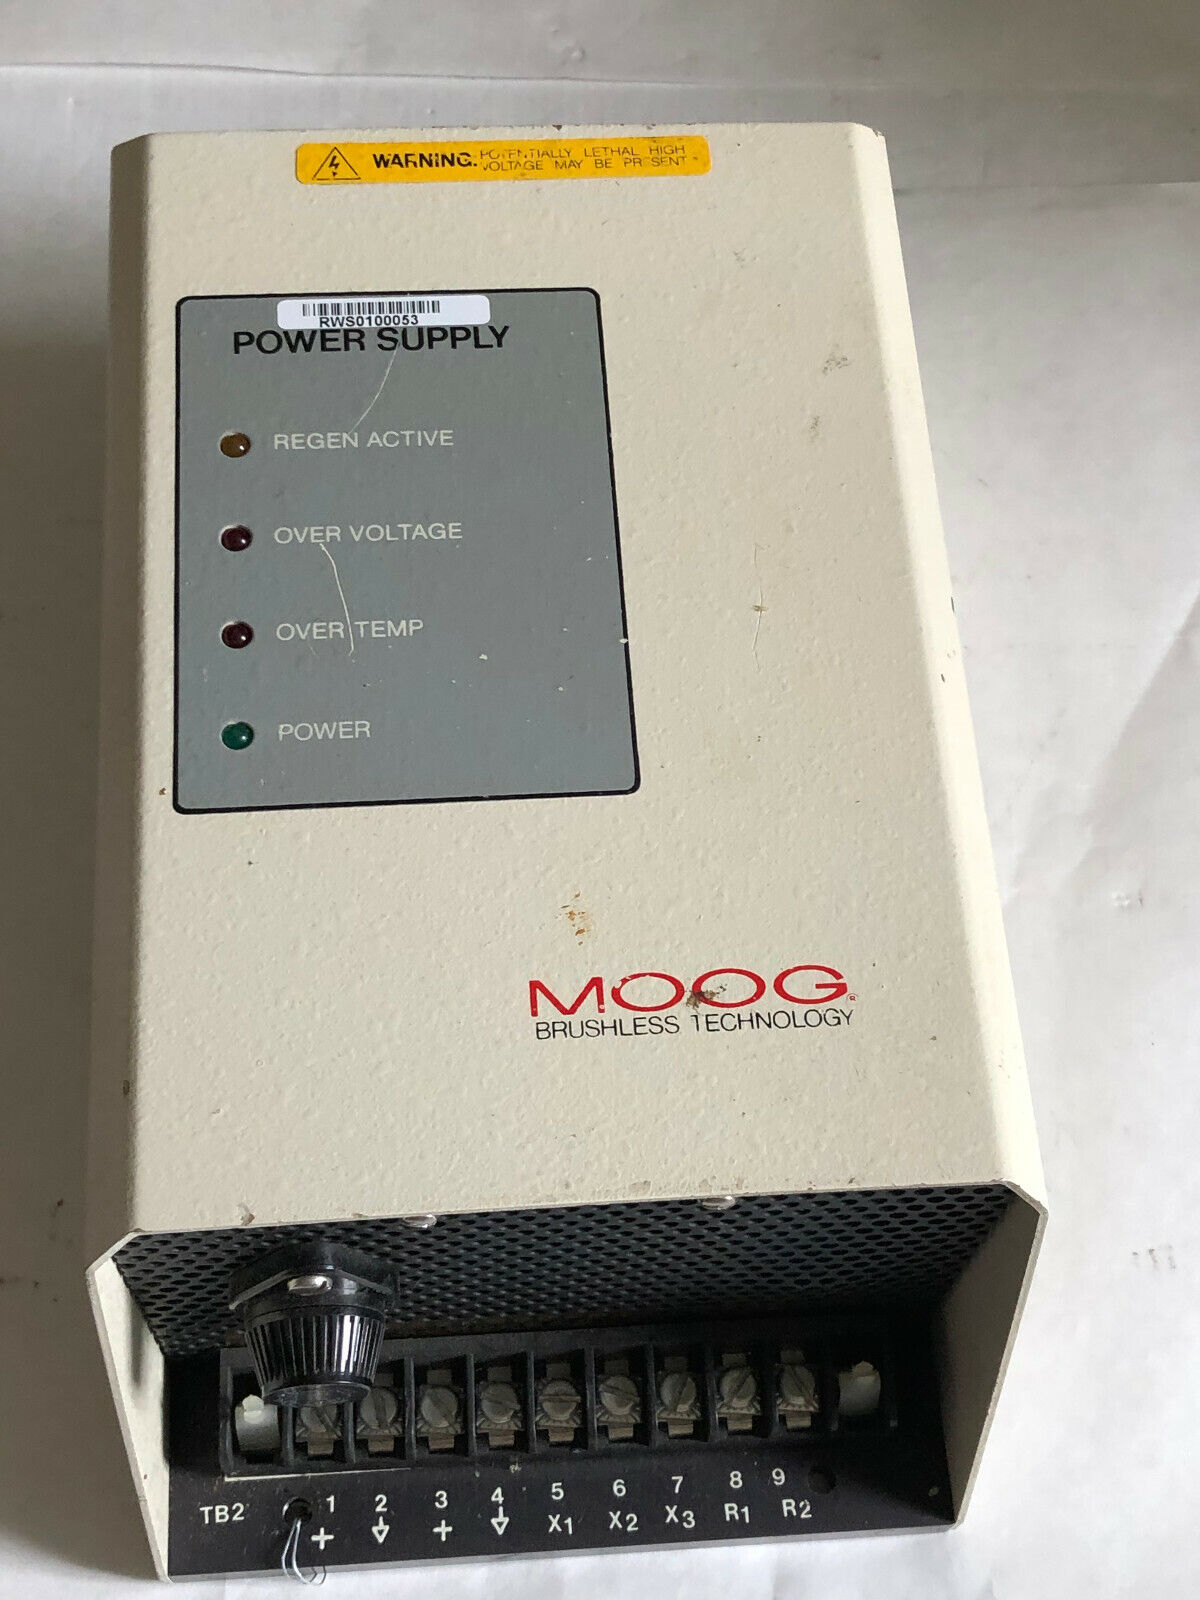 WARNING. POTENTIALLY LETHAL HIGH
VOLTAGE MAY BE PRESENT
RWS0100053
POWER SUPPLY
REGEN ACTIVE
OVER VOLTAGE
OVER TEMP
POWER
MOOG®
BRUSHLESS TECHNOLOGY
TB2 1 2 3 4 5 6 7 8 9
+ + X1 X2 X3 R1 R2